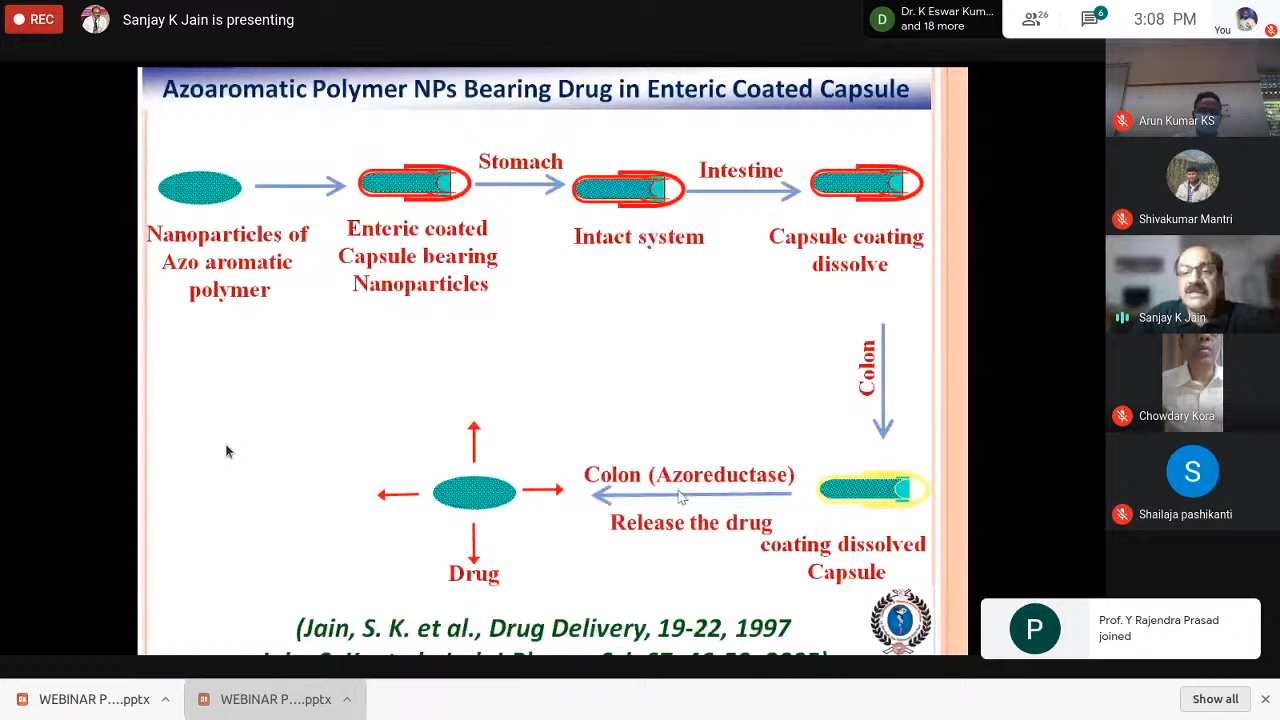 REC
Sanjay K Jain is presenting
D
Dr. K Eswar Kum...
and 18 more
26
6
3:08 PM
You
Azoaromatic Polymer NPs Bearing Drug in Enteric Coated Capsule
Stomach
Intestine
Nanoparticles of
Azo aromatic
polymer
Enteric coated
Capsule bearing
Nanoparticles
Intact system
Capsule coating
dissolve
Colon
Colon (Azoreductase)
Release the drug
coating dissolved
Capsule
Drug
(Jain, S. K. et al., Drug Delivery, 19-22, 1997
Arun Kumar KS
Shivakumar Mantri
Sanjay K Jain
Chowdary Kora
S
Shailaja pashikanti
P
Prof. Y Rajendra Prasad
joined
WEBINAR P....pptx
WEBINAR P....pptx
Show all